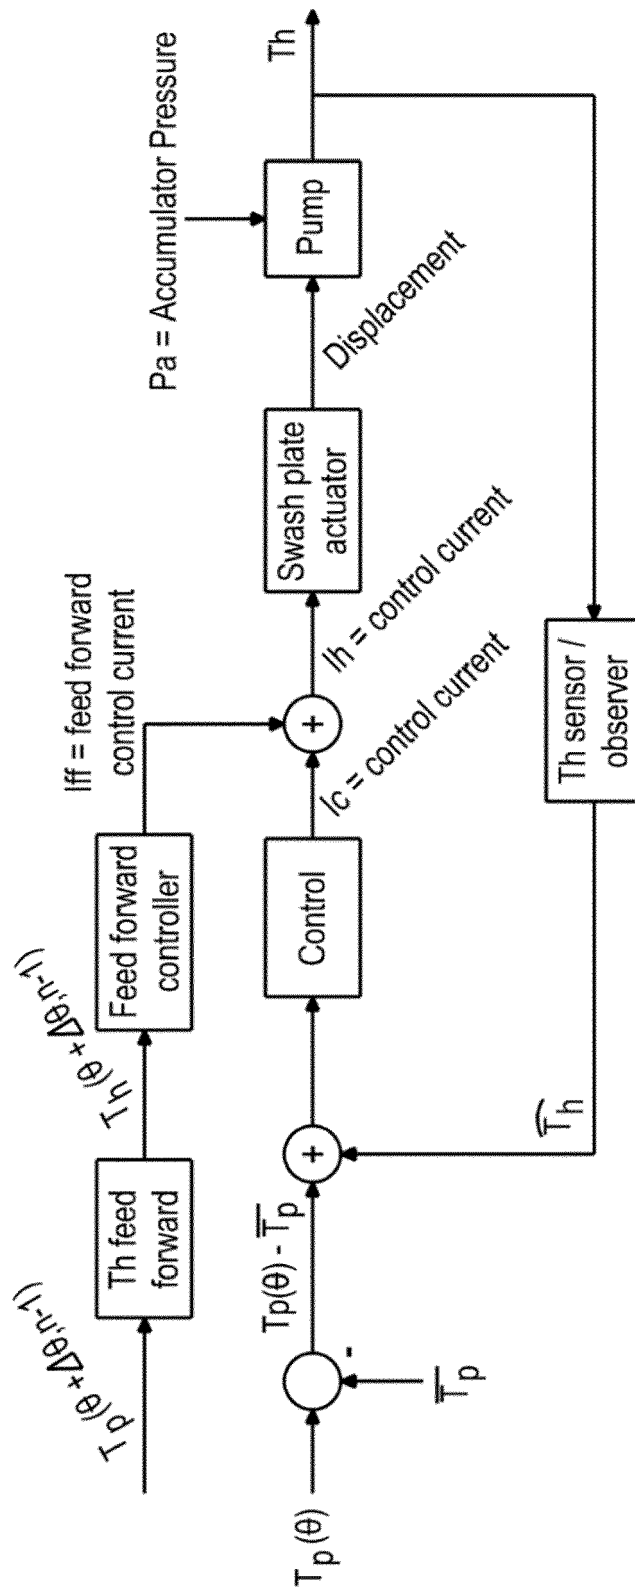 Tp(θ + Δθ,n-1))
Th feed
forward
Th(θ + Δθ,n-1))
Feed forward
controller
Iff = feed forward
control current
Pa = Accumulator Pressure
Tp(θ)
-
T̅p
Tp(θ) - T̅p
+
Control
Ic = control current
+
Ih = control current
Swash plate
actuator
Displacement
Pump
Th
T̂h
Th sensor /
observer